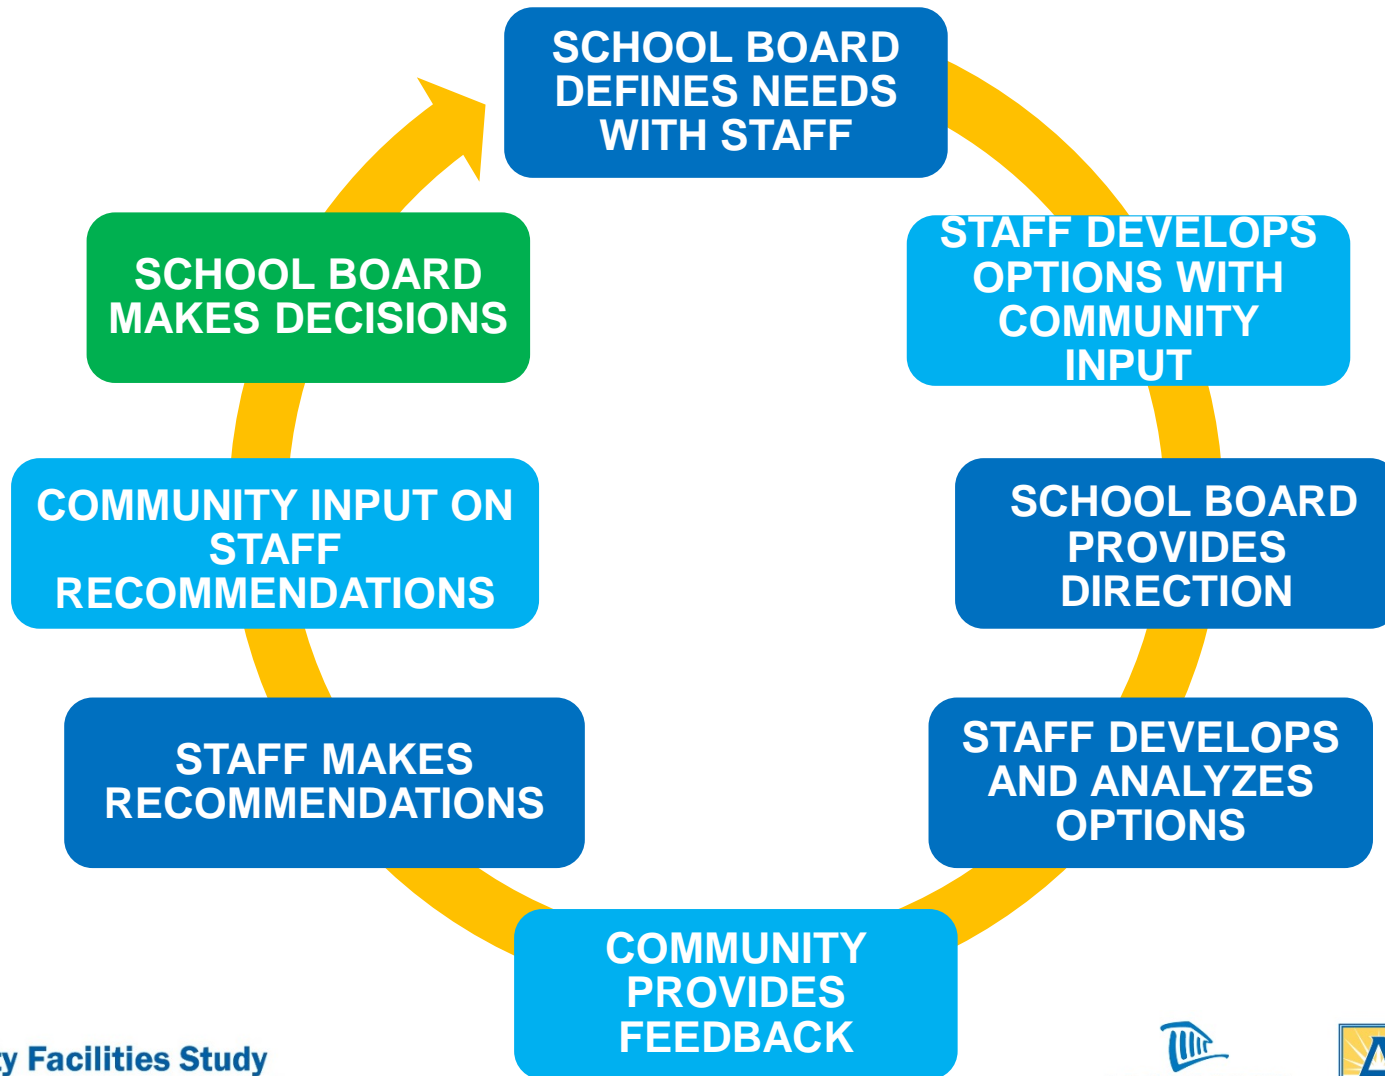 SCHOOL BOARD
DEFINES NEEDS
WITH STAFF
STAFF DEVELOPS
OPTIONS WITH
COMMUNITY
INPUT
SCHOOL BOARD
PROVIDES
DIRECTION
STAFF DEVELOPS
AND ANALYZES
OPTIONS
COMMUNITY
PROVIDES
FEEDBACK
STAFF MAKES
RECOMMENDATIONS
COMMUNITY INPUT ON
STAFF
RECOMMENDATIONS
SCHOOL BOARD
MAKES DECISIONS
Facilities Study